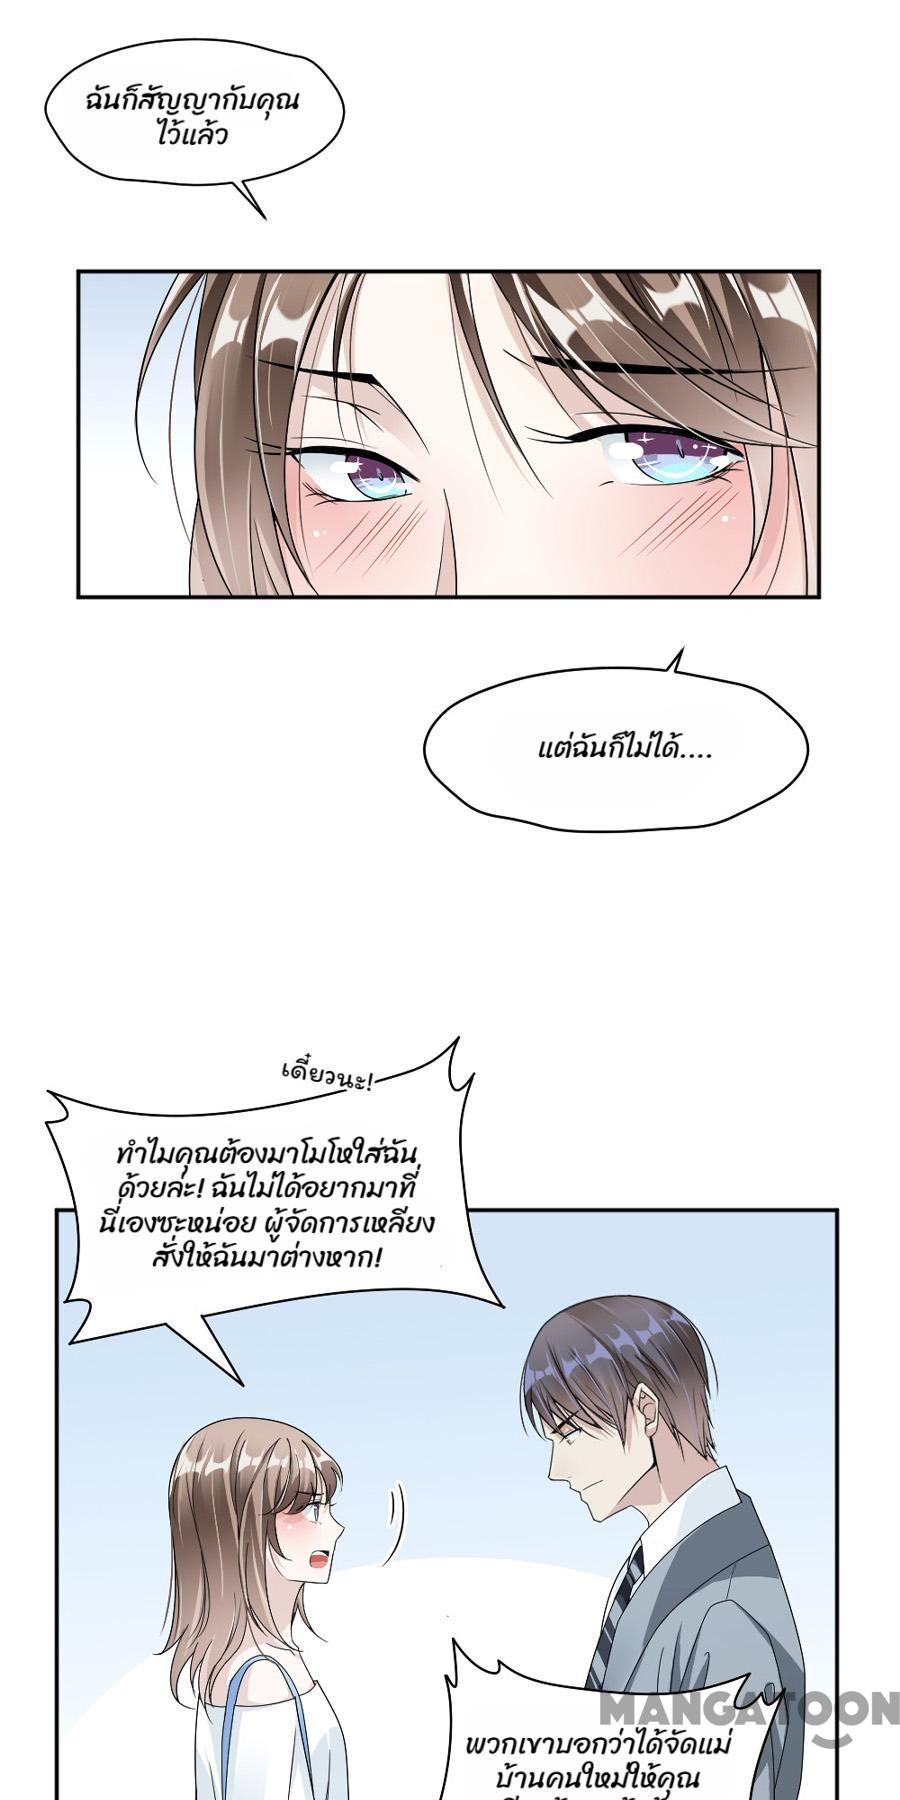 ฉันก็สัญญากับคุณ
ไว้แล้ว
แต่ฉันก็ไม่ได้....
เดี๋ยวนะ!
ทำไมคุณต้องมาโมโหใส่ฉัน
ด้วยล่ะ! ฉันไม่ได้อยากมาที่
นี่เองซะหน่อย ผู้จัดการเหลียง
สั่งให้ฉันมาต่างหาก!
MANGATOON
พวกเขาบอกว่าได้จัดแม่
บ้านคนใหม่ให้คุณ